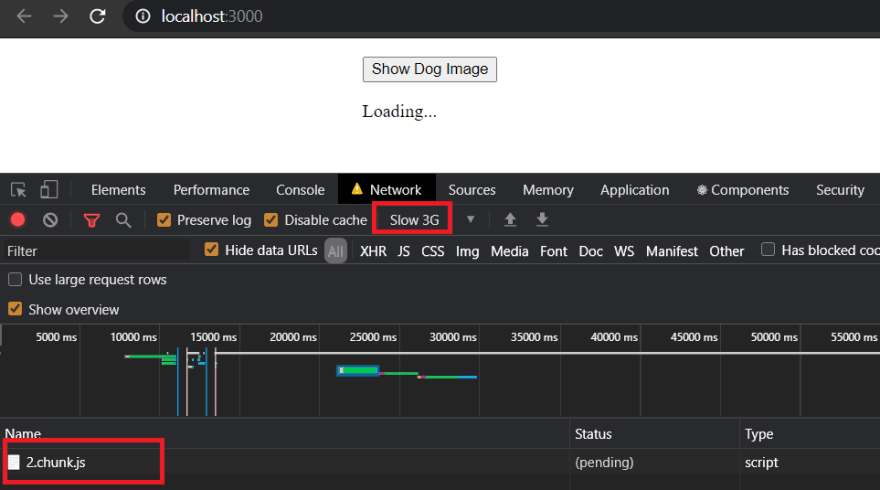 localhost:3000
Show Dog Image
Loading...
Elements Performance Console Network Sources Memory Application Components Security
Preserve log Disable cache Slow 3G
Filter Hide data URLs All XHR JS CSS Img Media Font Doc WS Manifest Other Has blocked coo
Use large request rows
Show overview
5000 ms 10000 ms 15000 ms 20000 ms 25000 ms 30000 ms 35000 ms 40000 ms 45000 ms 50000 ms 55000 ms
Name Status Type
2.chunk.js (pending) script